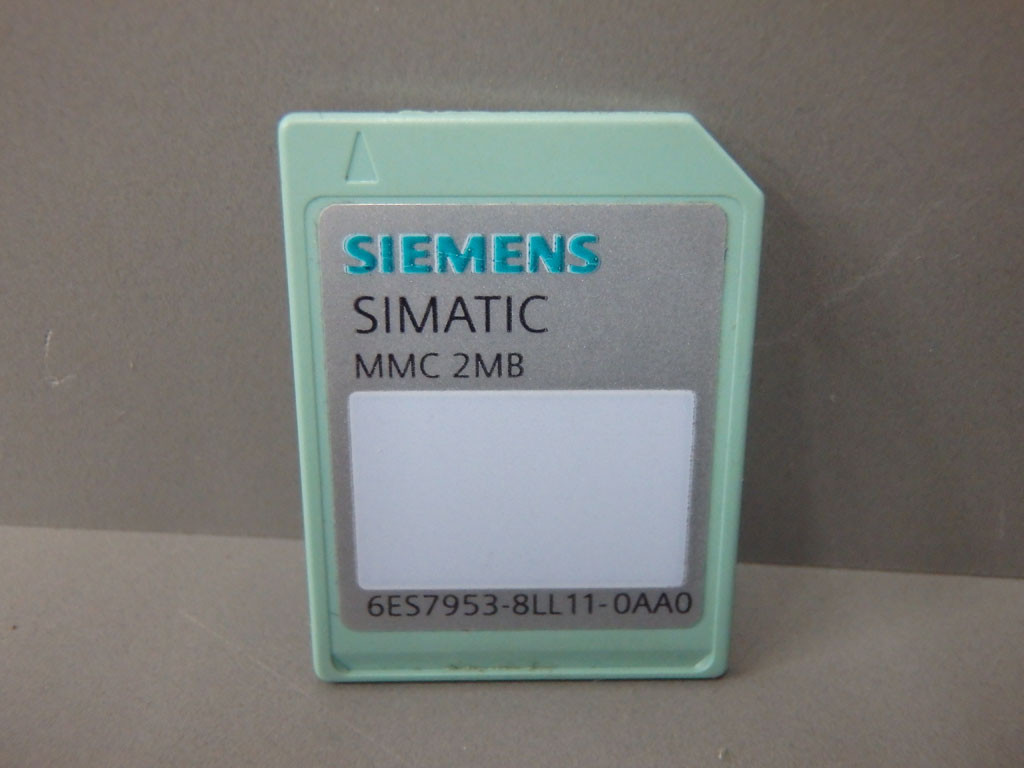 SIEMENS
SIMATIC
MMC 2MB
6ES7953-8LL11-0AA0